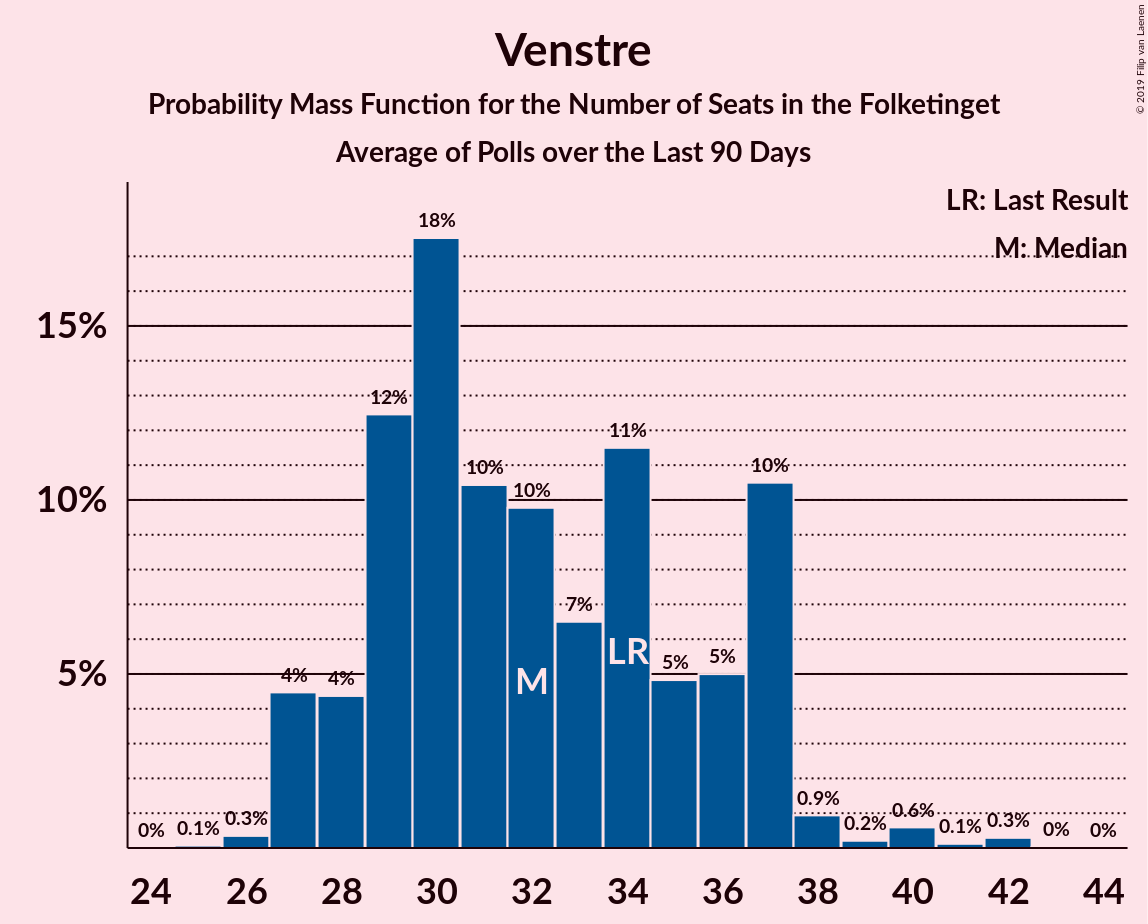 Venstre
Probability Mass Function for the Number of Seats in the Folketinget
Average of Polls over the Last 90 Days
© 2019 Filip van Laenen
LR: Last Result
M: Median
15%
10%
5%
0%
0.1%
0.3%
4%
4%
12%
18%
10%
10%
7%
11%
5%
5%
10%
0.9%
0.2%
0.6%
0.1%
0.3%
0%
0%
M
LR
24 26 28 30 32 34 36 38 40 42 44